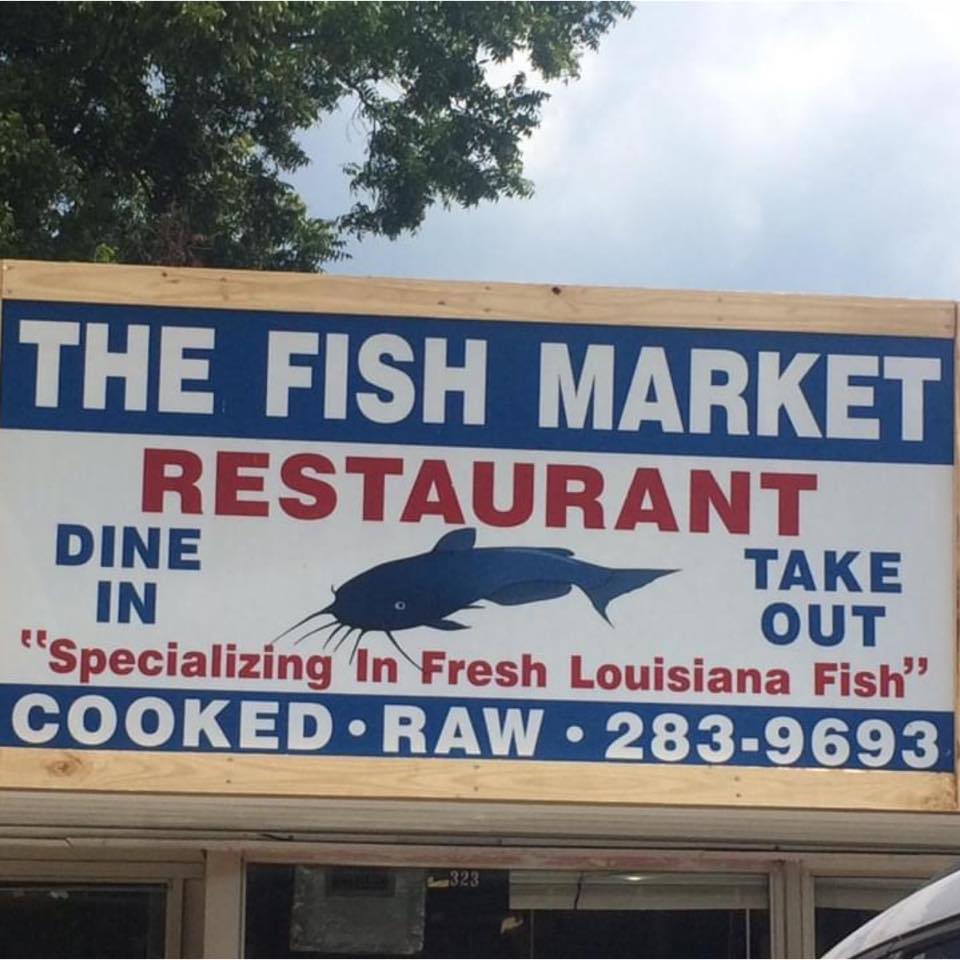 THE FISH MARKET
RESTAURANT
DINE
IN
TAKE
OUT
"Specializing In Fresh Louisiana Fish"
COOKED • RAW • 283-9693
323